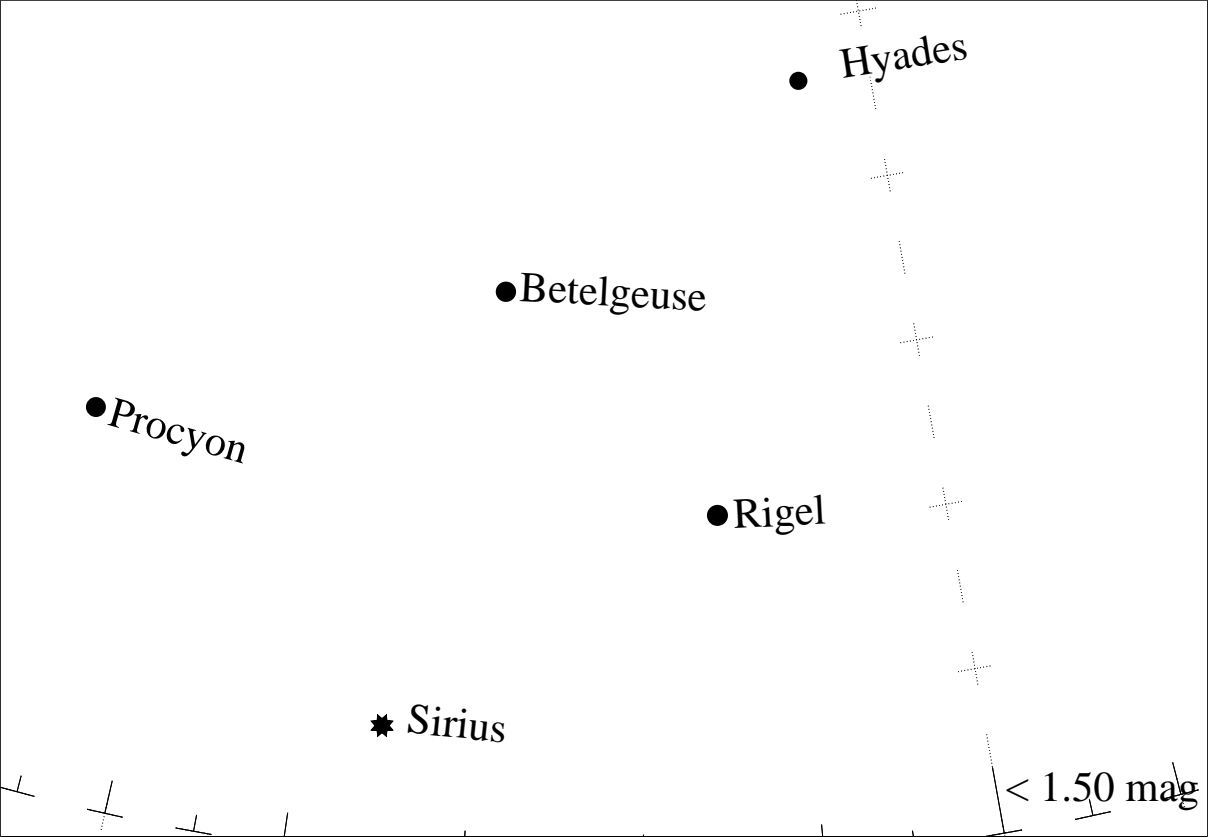 Hyades
Betelgeuse
Procyon
Rigel
Sirius
< 1.50 mag